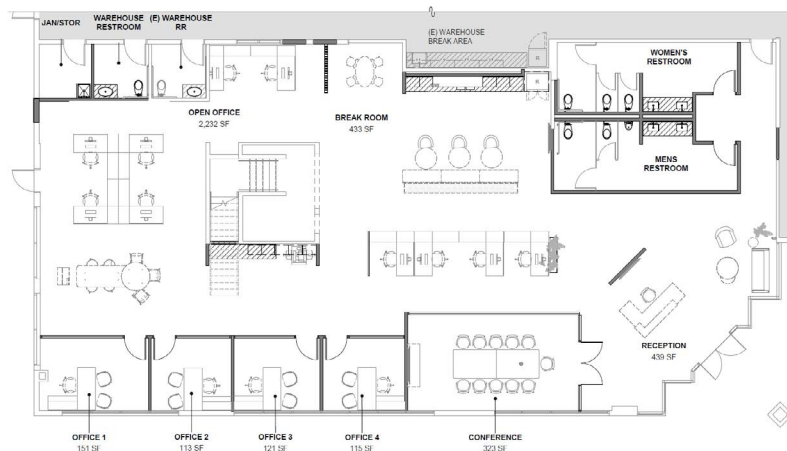 JAN/STOR
WAREHOUSE
RESTROOM
(E) WAREHOUSE
RR
(E) WAREHOUSE
BREAK AREA
WOMEN'S
RESTROOM
OPEN OFFICE
2,232 SF
BREAK ROOM
433 SF
MENS
RESTROOM
RECEPTION
439 SF
OFFICE 1
151 SF
OFFICE 2
113 SF
OFFICE 3
121 SF
OFFICE 4
115 SF
CONFERENCE
323 SF